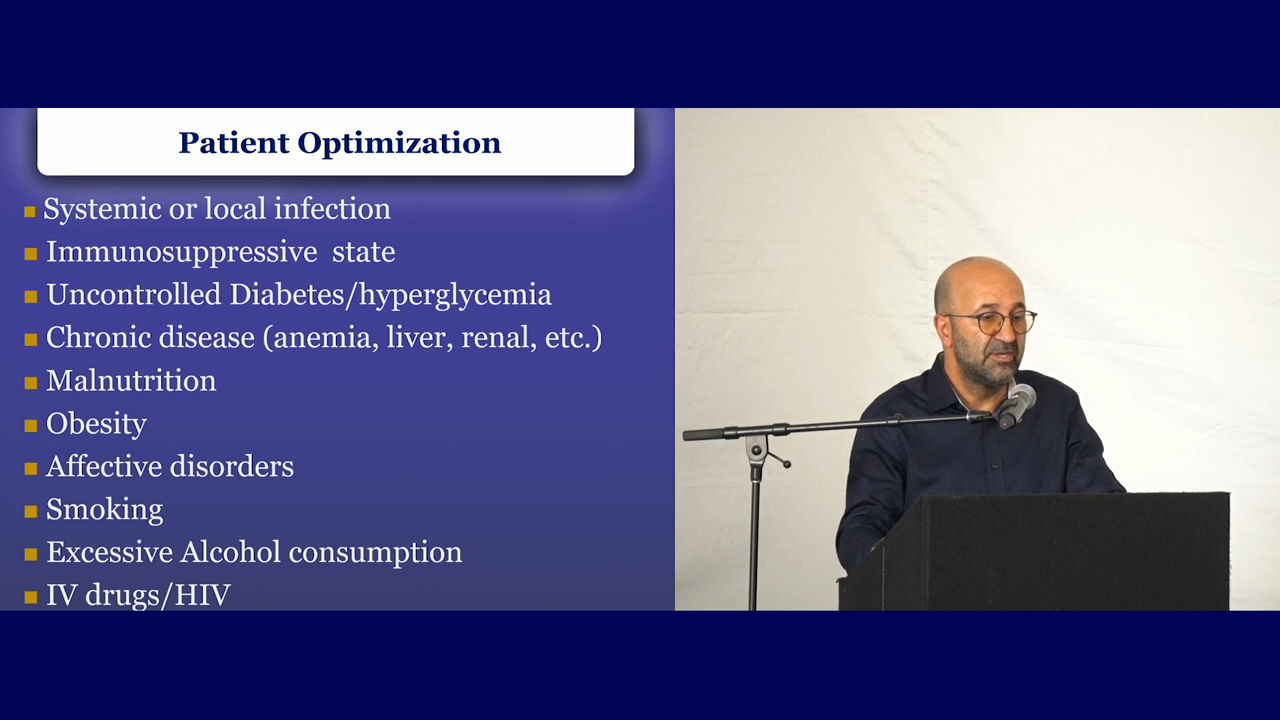 Patient Optimization
Systemic or local infection
Immunosuppressive state
Uncontrolled Diabetes/hyperglycemia
Chronic disease (anemia, liver, renal, etc.)
Malnutrition
Obesity
Affective disorders
Smoking
Excessive Alcohol consumption
IV drugs/HIV